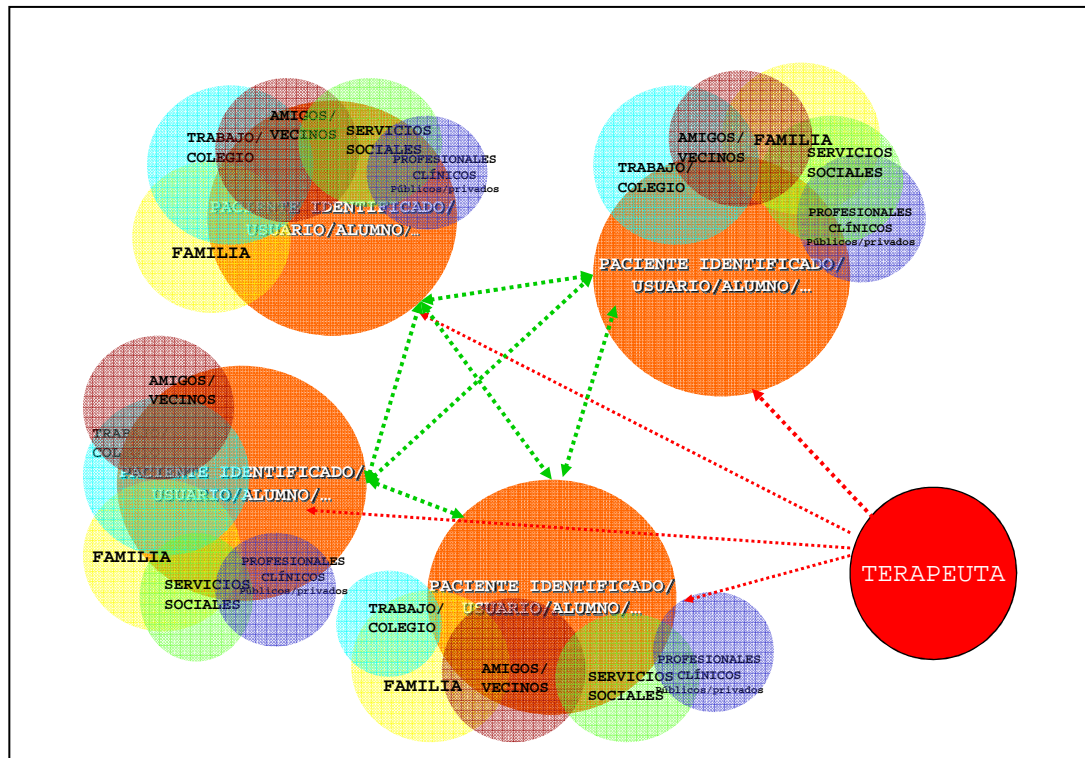 AMIGOS/
VECINOS
TRABAJO/
COLEGIO
SERVICIOS
SOCIALES
PROFESIONALES
CLÍNICOS
Públicos/privados
PACIENTE IDENTIFICADO/
USUARIO/ALUMNO/…
FAMILIA
AMIGOS/
VECINOS
FAMILIA
TRABAJO/
COLEGIO
SERVICIOS
SOCIALES
PROFESIONALES
CLÍNICOS
Públicos/privados
PACIENTE IDENTIFICADO/
USUARIO/ALUMNO/…
AMIGOS/
VECINOS
TRAB
COL
PACIENTE IDENTIFICADO/
USUARIO/ALUMNO/…
FAMILIA
PROFESIONALES
CLÍNICOS
Públicos/privados
SERVICIOS
SOCIALES
PACIENTE IDENTIFICADO/
USUARIO/ALUMNO/…
TRABAJO/
COLEGIO
FAMILIA
AMIGOS/
VECINOS
SERVICIOS
SOCIALES
PROFESIONALES
CLÍNICOS
Públicos/privados
TERAPEUTA